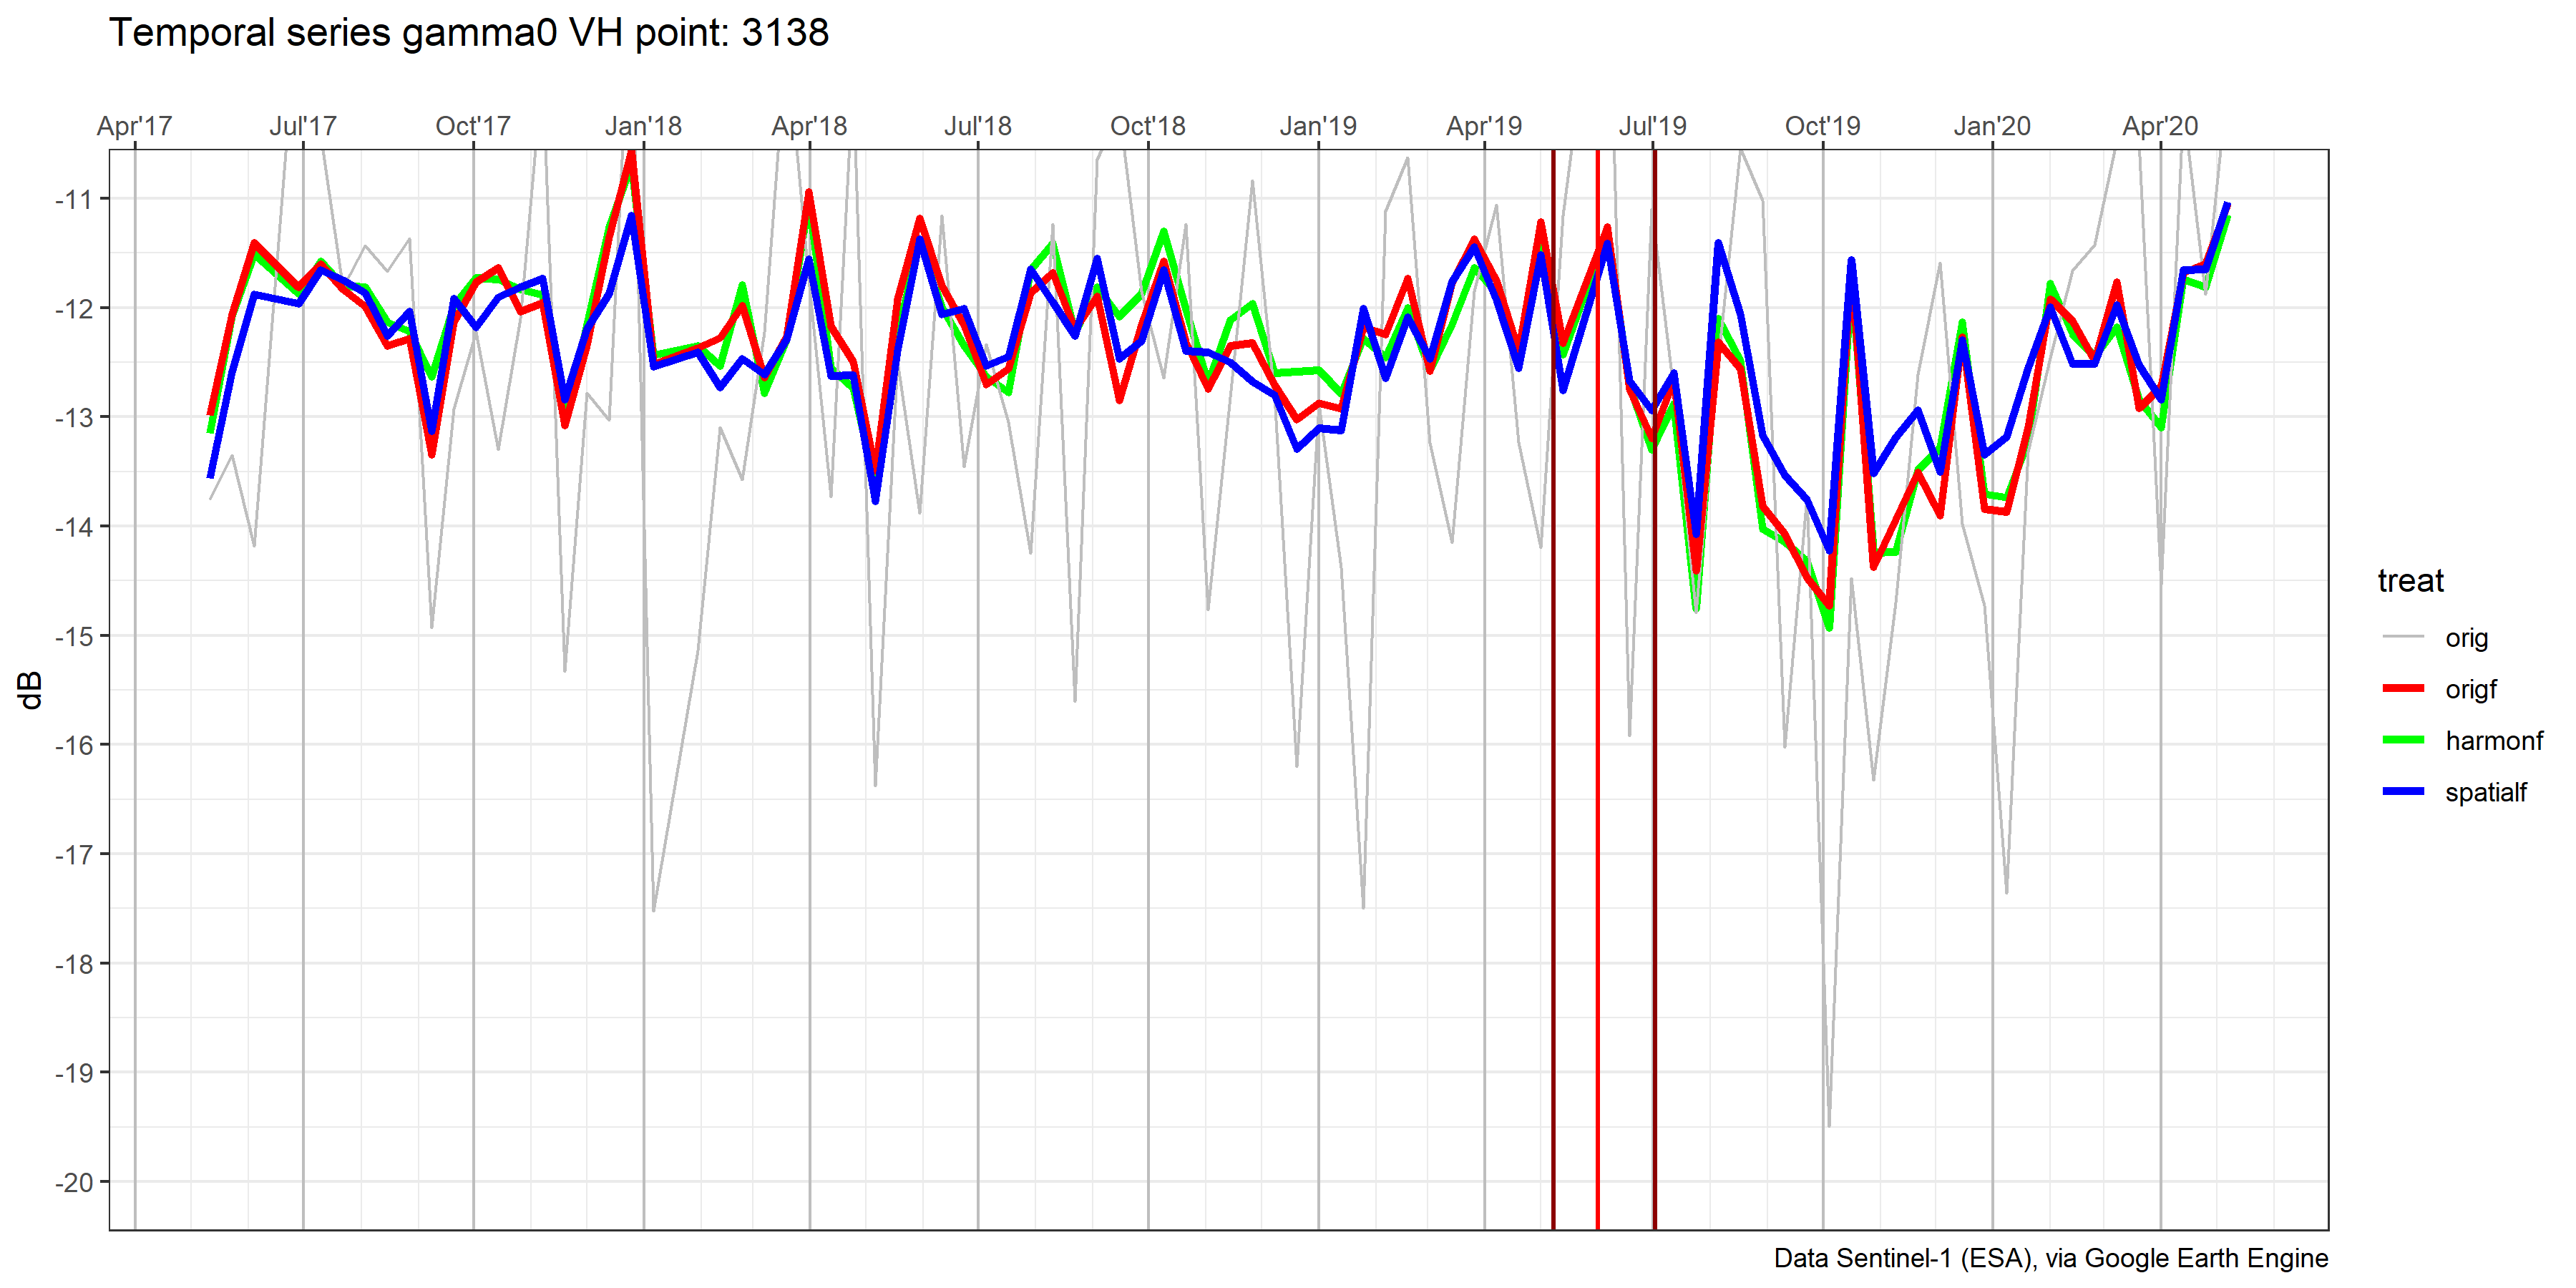 Temporal series gamma0 VH point: 3138
Apr'17 Jul'17 Oct'17 Jan'18 Apr'18 Jul'18 Oct'18 Jan'19 Apr'19 Jul'19 Oct'19 Jan'20 Apr'20
-11
-12
-13
-14
-15
-16
-17
-18
-19
-20
dB
treat
orig
origf
harmonf
spatialf
Data Sentinel-1 (ESA), via Google Earth Engine